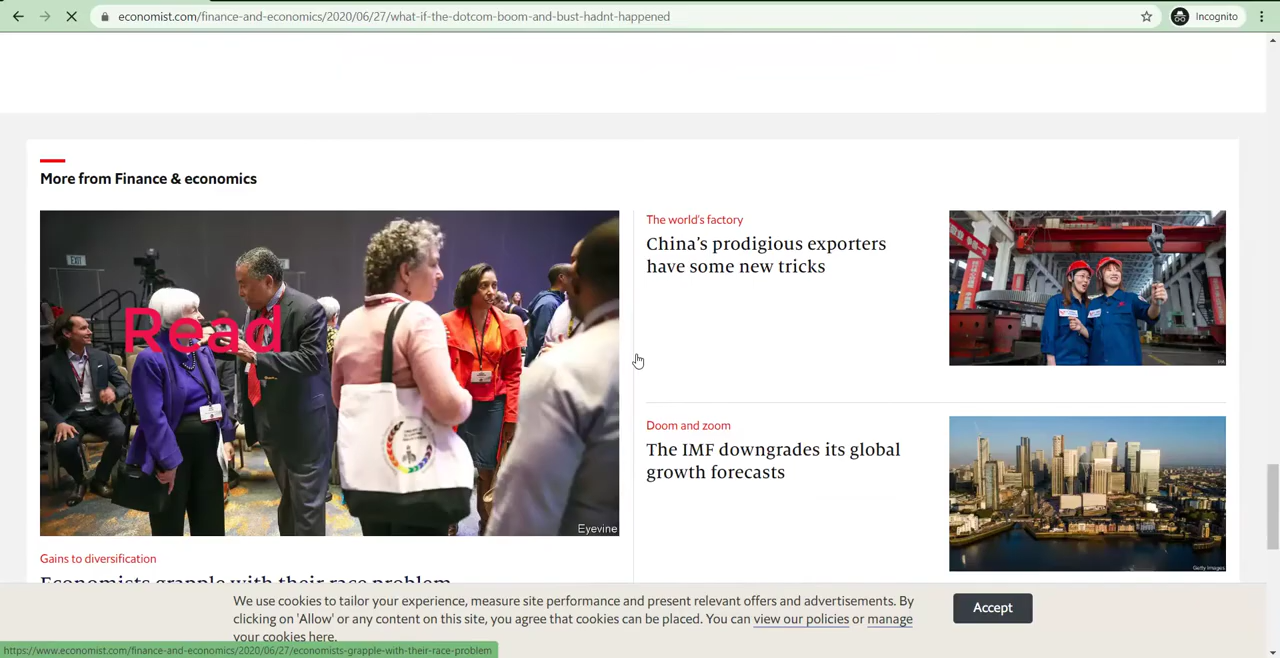 economist.com/finance-and-economics/2020/06/27/what-if-the-dotcom-boom-and-bust-hadnt-happened
Incognito
More from Finance & economics
EXIT
Read
Eyevine
Gains to diversification
Economists grapple with their race problem
The world's factory
China’s prodigious exporters
have some new tricks
Doom and zoom
The IMF downgrades its global
growth forecasts
Getty Images
We use cookies to tailor your experience, measure site performance and present relevant offers and advertisements. By
clicking on 'Allow' or any content on this site, you agree that cookies can be placed. You can view our policies or manage
your cookies here.
Accept
https://www.economist.com/finance-and-economics/2020/06/27/economists-grapple-with-their-race-problem